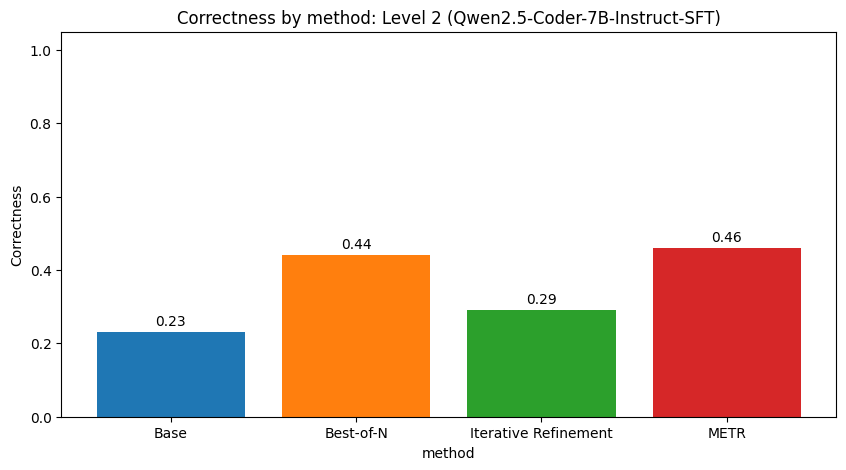 Correctness by method: Level 2 (Qwen2.5-Coder-7B-Instruct-SFT)
1.0
0.8
0.6
0.4
0.2
0.0
Correctness
0.23
0.44
0.29
0.46
Base
Best-of-N
Iterative Refinement
METR
method